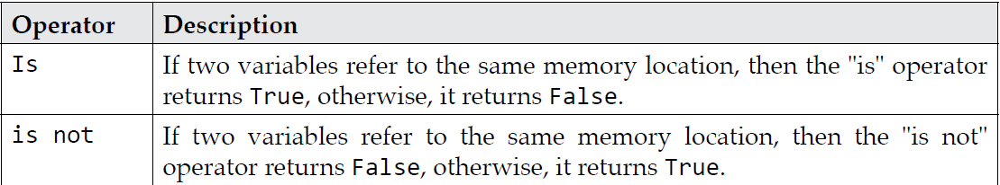 Operator Description
Is If two variables refer to the same memory location, then the "is" operator
returns True, otherwise, it returns False.
is not If two variables refer to the same memory location, then the "is not"
operator returns False, otherwise, it returns True.